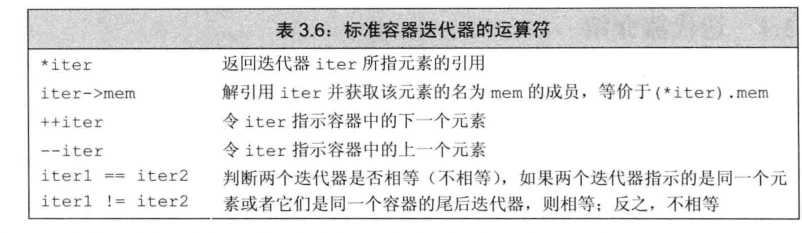 表 3.6：标准容器迭代器的运算符
*iter 返回迭代器 iter 所指元素的引用
iter->mem 解引用 iter 并获取该元素的名为 mem 的成员，等价于(*iter).mem
++iter 令 iter 指示容器中的下一个元素
--iter 令 iter 指示容器中的上一个元素
iter1 == iter2 判断两个迭代器是否相等（不相等），如果两个迭代器指示的是同一个元
iter1 != iter2 素或者它们是同一个容器的尾后迭代器，则相等；反之，不相等